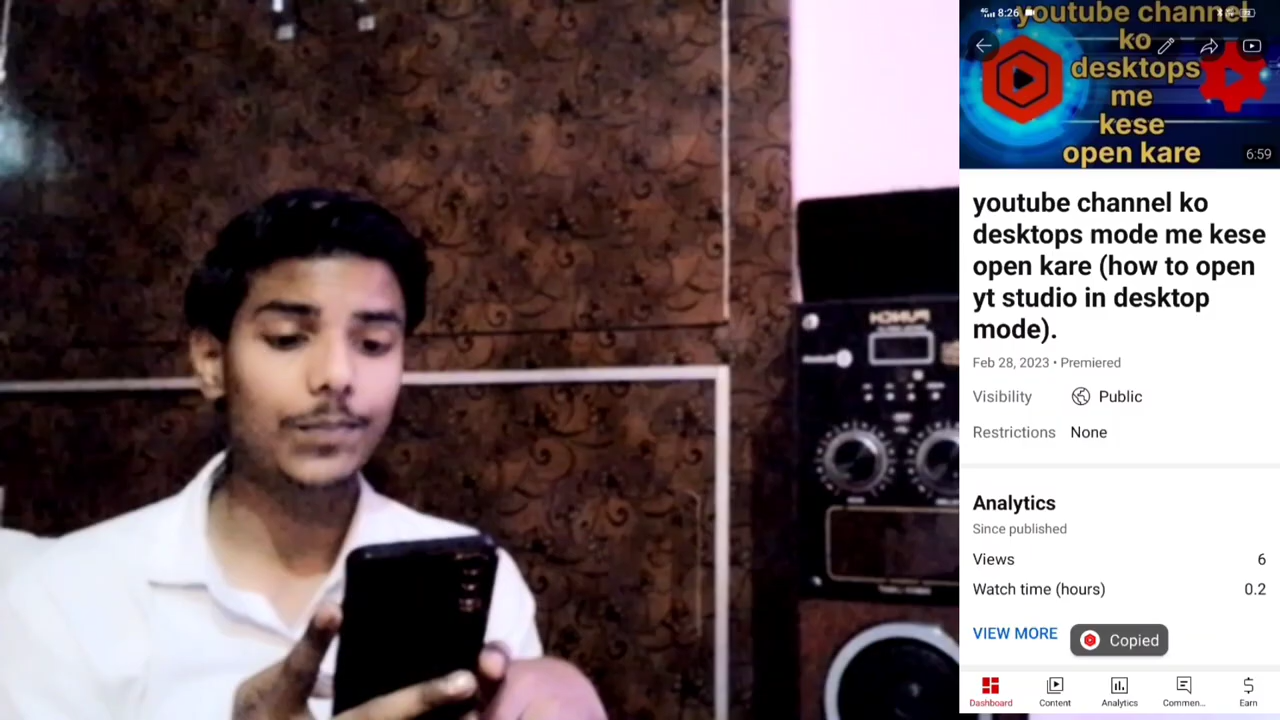 4G 8:26
youtube channel
ko
desktops
me
kese
open kare
6:59
youtube channel ko
desktops mode me kese
open kare (how to open
yt studio in desktop
mode).
Feb 28, 2023 • Premiered
Visibility Public
Restrictions None
Analytics
Since published
Views 6
Watch time (hours) 0.2
VIEW MORE
Copied
Dashboard Content Analytics Commen... Earn